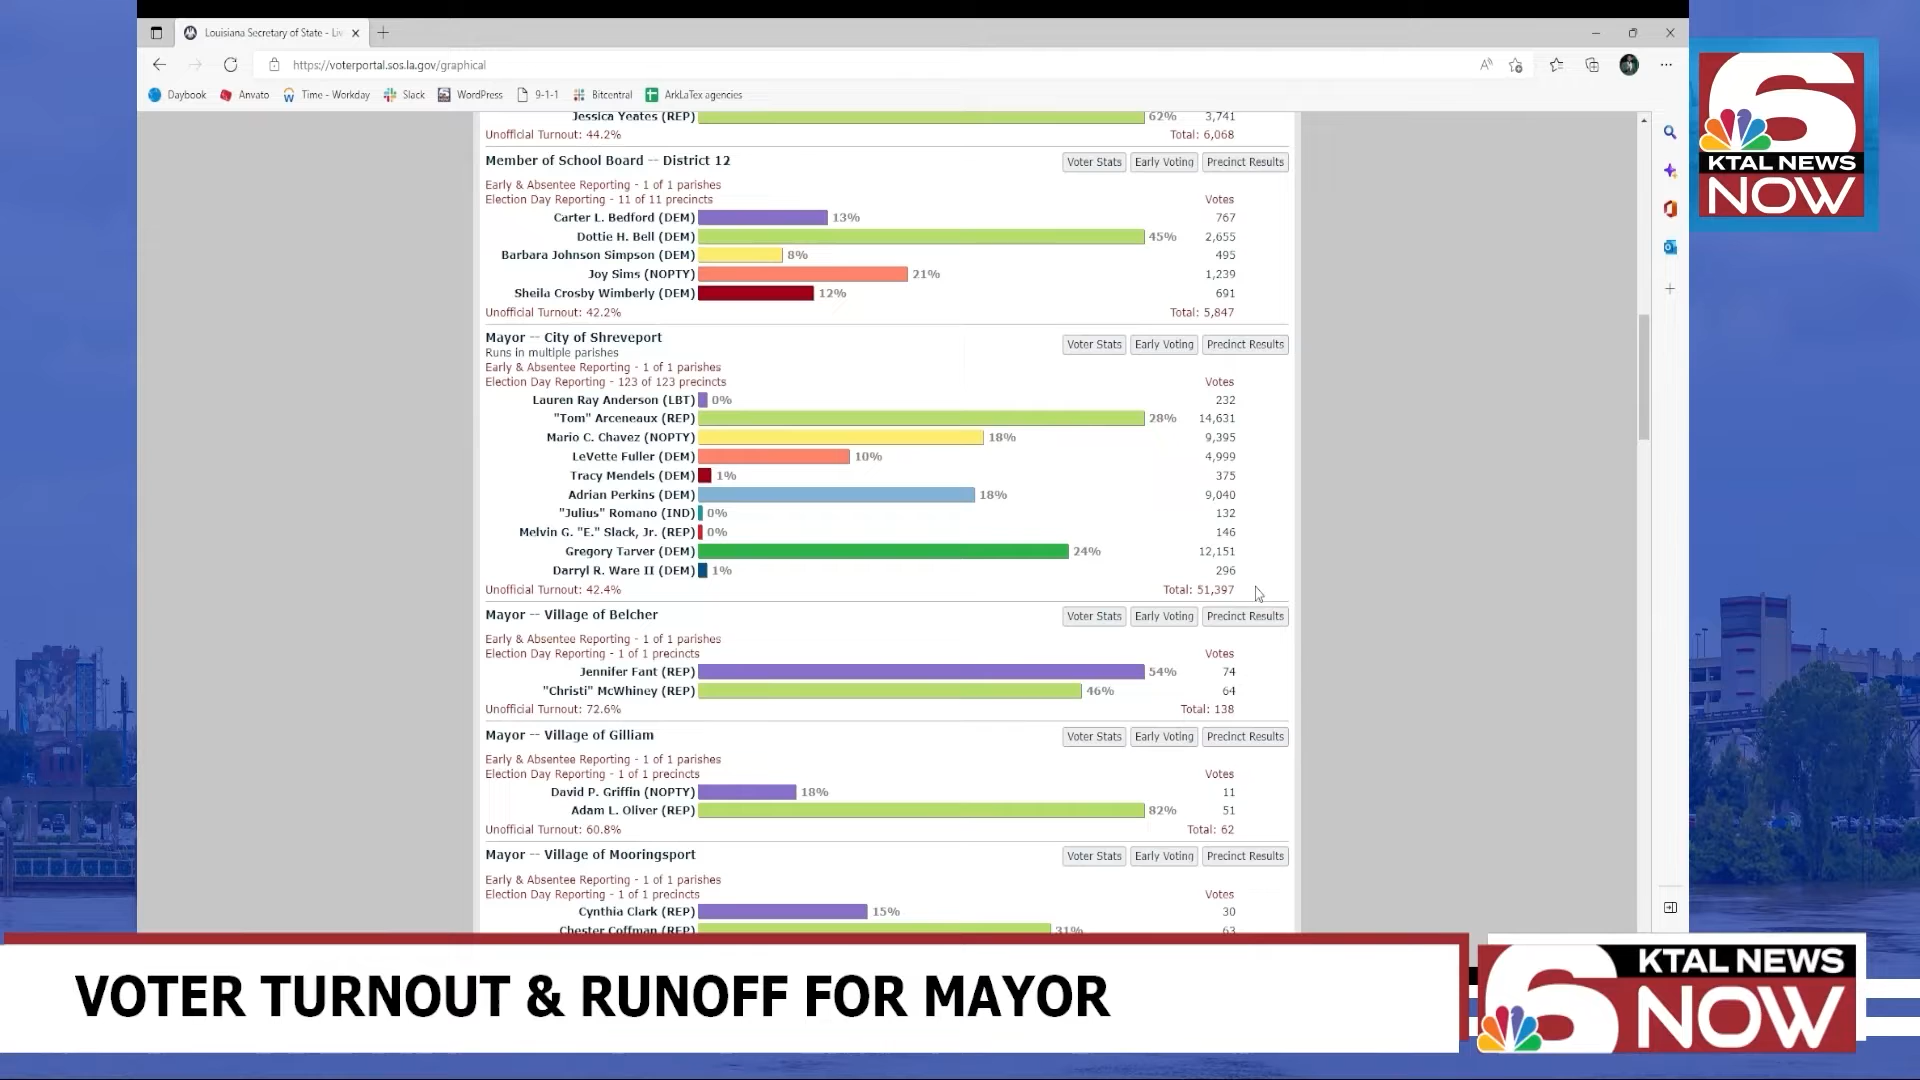 Louisiana Secretary of State - Liv
https://voterportal.sos.la.gov/graphical
Daybook Anvato Time - Workday Slack WordPress 9-1-1 Bitcentral ArkLaTex agencies
6
KTAL NEWS
NOW
Jessica Yeates (REP) 62% 3,741
Unofficial Turnout: 44.2% Total: 6,068
Member of School Board -- District 12 Voter Stats Early Voting Precinct Results
Early & Absentee Reporting - 1 of 1 parishes
Election Day Reporting - 11 of 11 precincts Votes
Carter L. Bedford (DEM) 13% 767
Dottie H. Bell (DEM) 45% 2,655
Barbara Johnson Simpson (DEM) 8% 495
Joy Sims (NOPTY) 21% 1,239
Sheila Crosby Wimberly (DEM) 12% 691
Unofficial Turnout: 42.2% Total: 5,847
Mayor -- City of Shreveport Voter Stats Early Voting Precinct Results
Runs in multiple parishes
Early & Absentee Reporting - 1 of 1 parishes
Election Day Reporting - 123 of 123 precincts Votes
Lauren Ray Anderson (LBT) 0% 232
"Tom" Arceneaux (REP) 28% 14,631
Mario C. Chavez (NOPTY) 18% 9,395
LeVette Fuller (DEM) 10% 4,999
Tracy Mendels (DEM) 1% 375
Adrian Perkins (DEM) 18% 9,040
"Julius" Romano (IND) 0% 132
Melvin G. "E." Slack, Jr. (REP) 0% 146
Gregory Tarver (DEM) 24% 12,151
Darryl R. Ware II (DEM) 1% 296
Unofficial Turnout: 42.4% Total: 51,397
Mayor -- Village of Belcher Voter Stats Early Voting Precinct Results
Early & Absentee Reporting - 1 of 1 parishes
Election Day Reporting - 1 of 1 precincts Votes
Jennifer Fant (REP) 54% 74
"Christi" McWhiney (REP) 46% 64
Unofficial Turnout: 72.6% Total: 138
Mayor -- Village of Gilliam Voter Stats Early Voting Precinct Results
Early & Absentee Reporting - 1 of 1 parishes
Election Day Reporting - 1 of 1 precincts Votes
David P. Griffin (NOPTY) 18% 11
Adam L. Oliver (REP) 82% 51
Unofficial Turnout: 60.8% Total: 62
Mayor -- Village of Mooringsport Voter Stats Early Voting Precinct Results
Early & Absentee Reporting - 1 of 1 parishes
Election Day Reporting - 1 of 1 precincts Votes
Cynthia Clark (REP) 15% 30
Chester Coffman (REP) 31% 63
VOTER TURNOUT & RUNOFF FOR MAYOR
6
KTAL NEWS
NOW